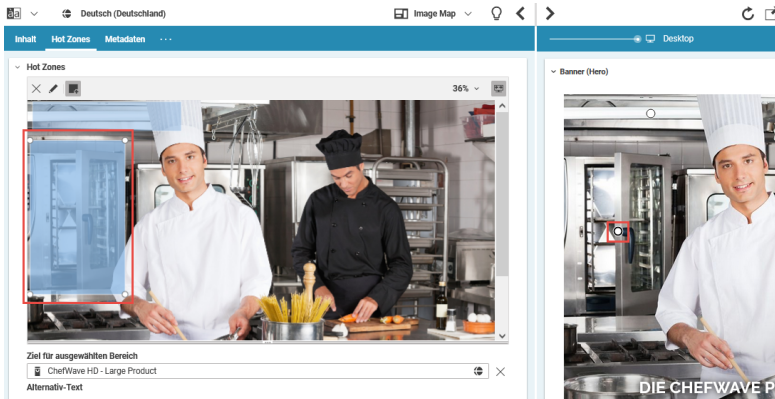 aa Deutsch (Deutschland) Image Map
Inhalt Hot Zones Metadaten ···
Desktop
Hot Zones
Banner (Hero)
36%
Ziel für ausgewählten Bereich
ChefWave HD - Large Product
Alternativ-Text
DIE CHEFWAVE P